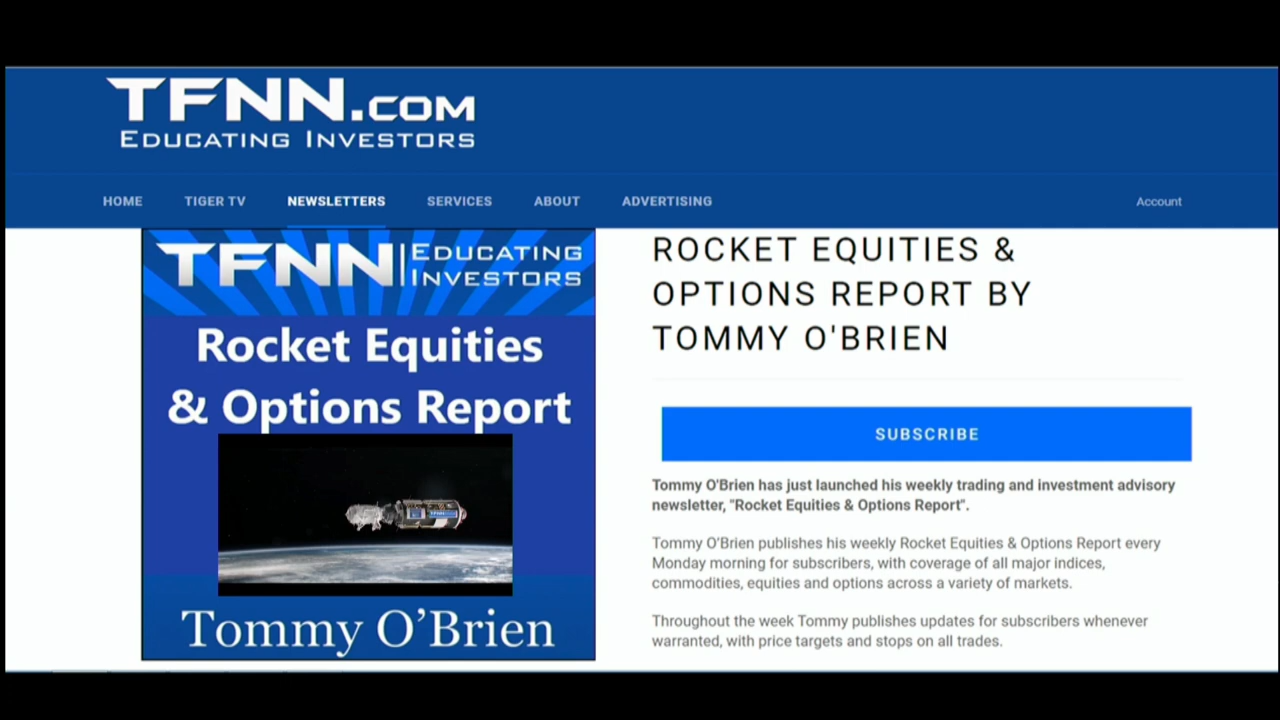 TFNN.COM
EDUCATING INVESTORS
HOME TIGER TV NEWSLETTERS SERVICES ABOUT ADVERTISING Account
TFNN EDUCATING
INVESTORS
Rocket Equities
& Options Report
TFNN
Tommy O’Brien
ROCKET EQUITIES &
OPTIONS REPORT BY
TOMMY O'BRIEN
SUBSCRIBE
Tommy O'Brien has just launched his weekly trading and investment advisory
newsletter, "Rocket Equities & Options Report".
Tommy O’Brien publishes his weekly Rocket Equities & Options Report every
Monday morning for subscribers, with coverage of all major indices,
commodities, equities and options across a variety of markets.
Throughout the week Tommy publishes updates for subscribers whenever
warranted, with price targets and stops on all trades.